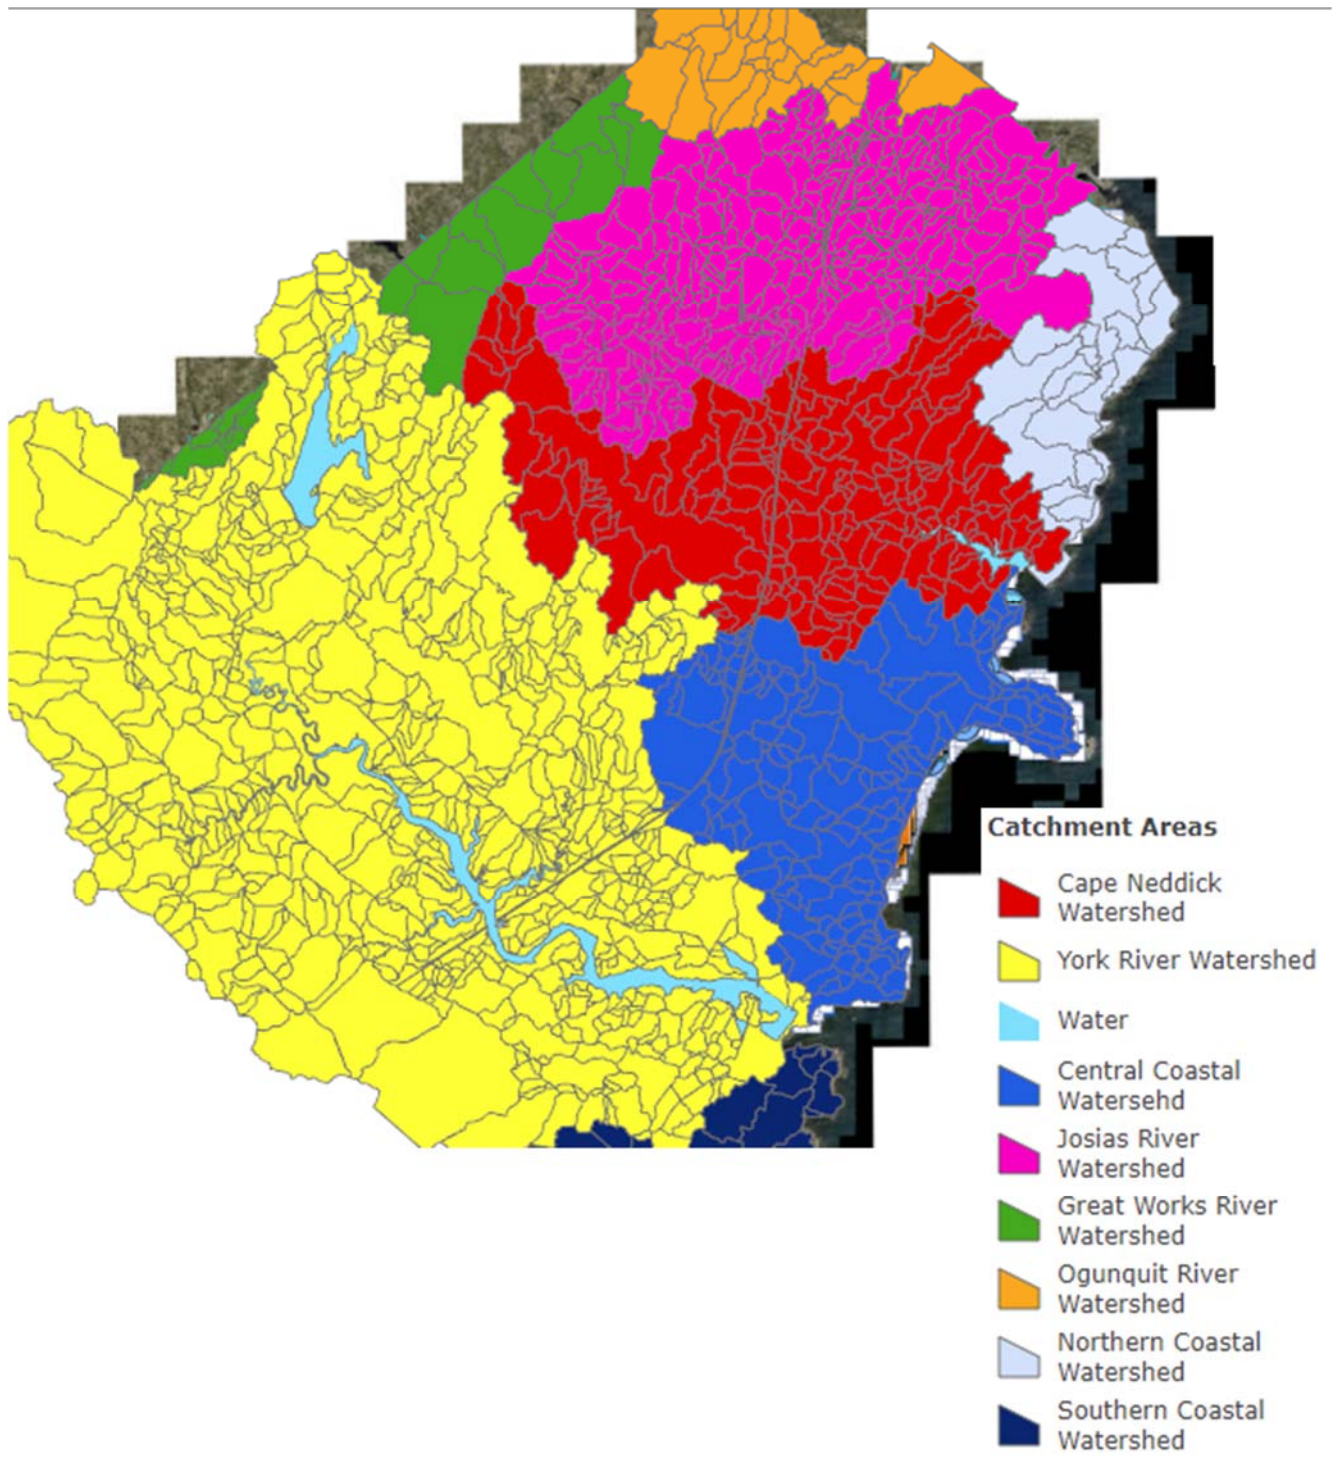 Catchment Areas
Cape Neddick
Watershed
York River Watershed
Water
Central Coastal
Watersehd
Josias River
Watershed
Great Works River
Watershed
Ogunquit River
Watershed
Northern Coastal
Watershed
Southern Coastal
Watershed